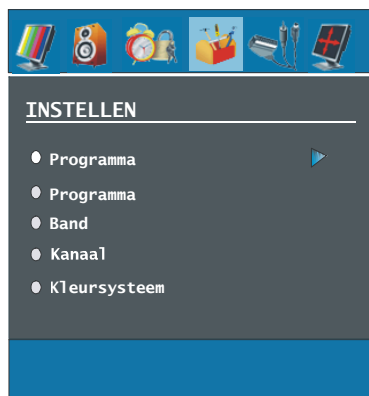 INSTELLEN
Programma
Programma
Band
Kanaal
Kleursysteem